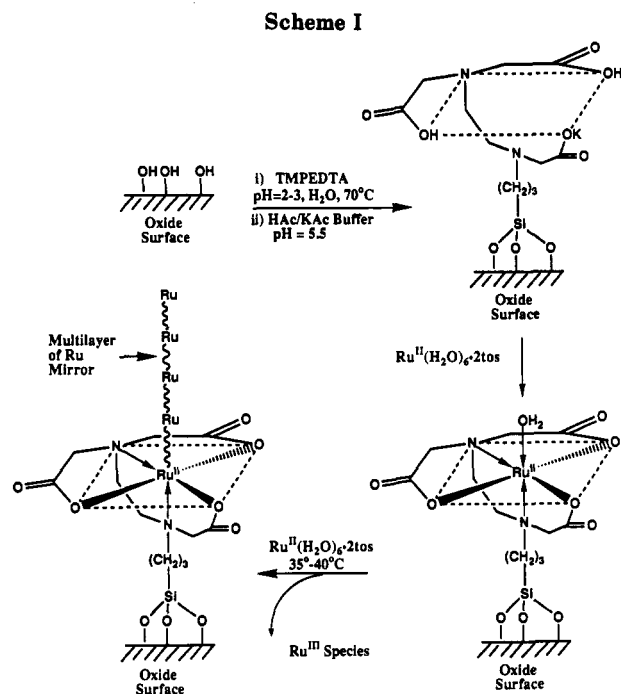 Scheme I
O
N
OH
O
OH
OK
N
O
(CH₂)₃
Si
O O O
Oxide
Surface
OH OH OH
Oxide
Surface
i) TMPEDTA
pH=2-3, H₂O, 70°C
ii) HAc/KAc Buffer
pH = 5.5
Ruᴵᴵ(H₂O)₆•2tos
OH₂
O
N
O
Ruᴵᴵ
O
O
O
N
O
(CH₂)₃
Si
O O O
Oxide
Surface
Ruᴵᴵ(H₂O)₆•2tos
35°-40°C
Ruᴵᴵᴵ Species
Ru
Ru
Ru
Ru
Multilayer
of Ru
Mirror
O
N
O
Ruᴵᴵ
O
O
O
N
O
(CH₂)₃
Si
O O O
Oxide
Surface